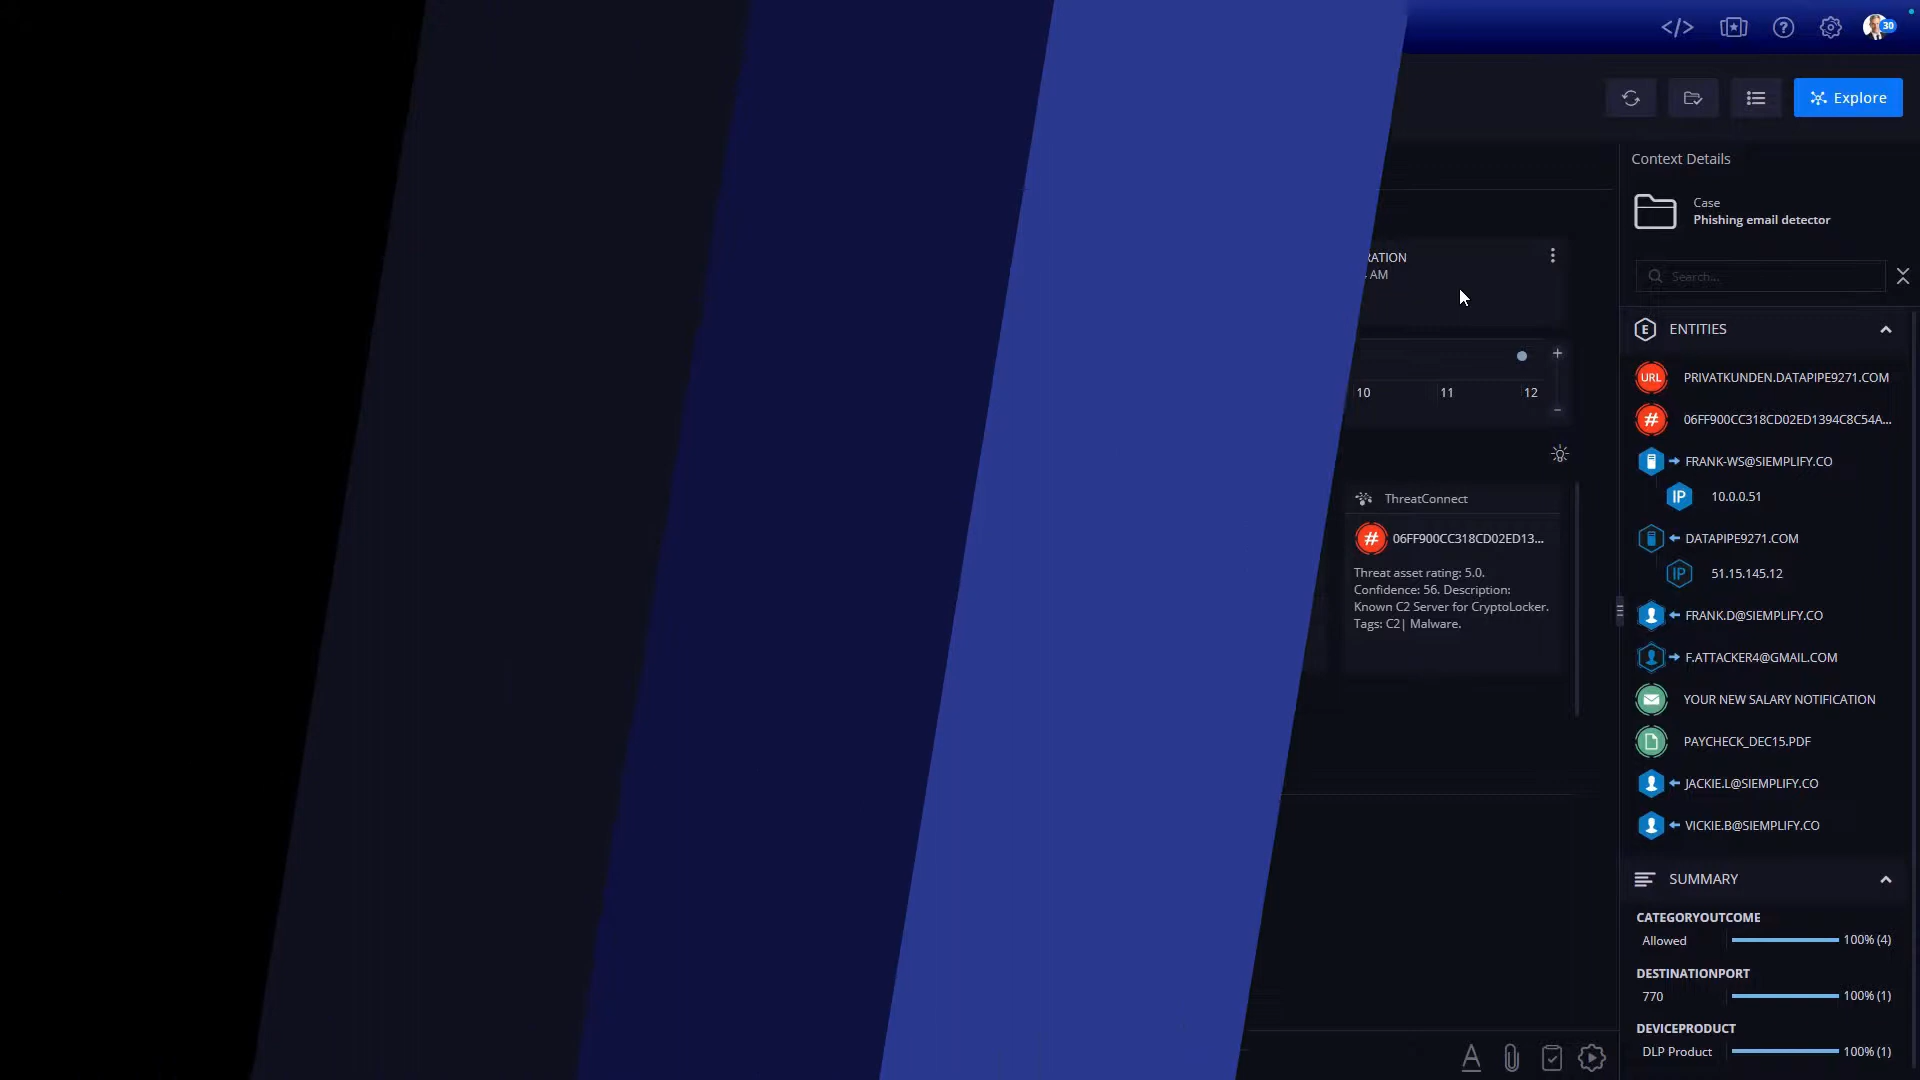 30
Explore
Context Details
Case
Phishing email detector
RATION
AM
Search...
E ENTITIES
URL PRIVATKUNDEN.DATAPIPE9271.COM
# 06FF900CC318CD02ED1394C8C54A...
10 11 12
FRANK-WS@SIEMPLIFY.CO
IP 10.0.0.51
ThreatConnect
# 06FF900CC318CD02ED13...
Threat asset rating: 5.0.
Confidence: 56. Description:
Known C2 Server for CryptoLocker.
Tags: C2| Malware.
DATAPIPE9271.COM
IP 51.15.145.12
FRANK.D@SIEMPLIFY.CO
F.ATTACKER4@GMAIL.COM
YOUR NEW SALARY NOTIFICATION
PAYCHECK_DEC15.PDF
JACKIE.L@SIEMPLIFY.CO
VICKIE.B@SIEMPLIFY.CO
SUMMARY
CATEGORYOUTCOME
Allowed 100% (4)
DESTINATIONPORT
770 100% (1)
DEVICEPRODUCT
DLP Product 100% (1)